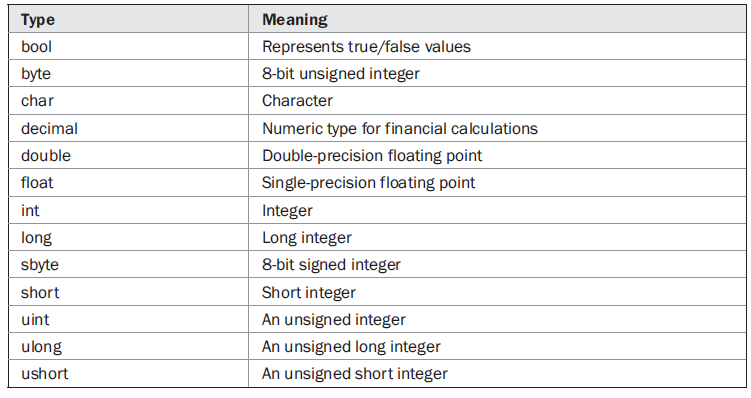 Type Meaning
bool Represents true/false values
byte 8-bit unsigned integer
char Character
decimal Numeric type for financial calculations
double Double-precision floating point
float Single-precision floating point
int Integer
long Long integer
sbyte 8-bit signed integer
short Short integer
uint An unsigned integer
ulong An unsigned long integer
ushort An unsigned short integer